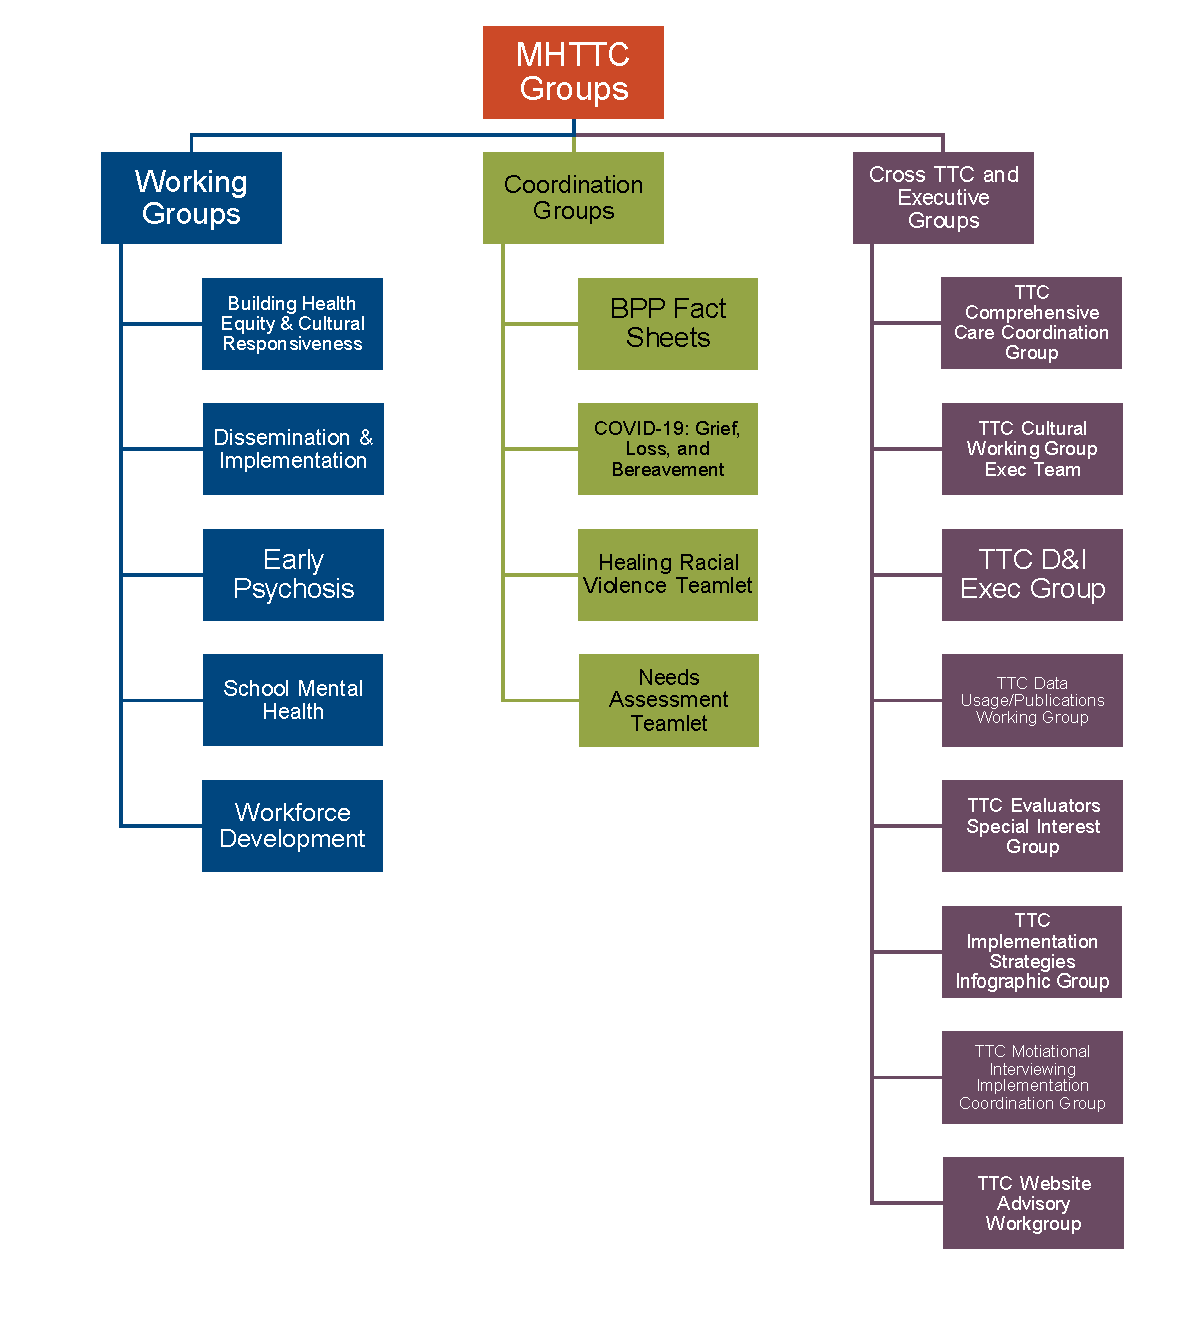 MHTTC
Groups
Working
Groups
Building Health
Equity & Cultural
Responsiveness
Dissemination &
Implementation
Early
Psychosis
School Mental
Health
Workforce
Development
Coordination
Groups
BPP Fact
Sheets
COVID-19: Grief,
Loss, and
Bereavement
Healing Racial
Violence Teamlet
Needs
Assessment
Teamlet
Cross TTC and
Executive
Groups
TTC
Comprehensive
Care Coordination
Group
TTC Cultural
Working Group
Exec Team
TTC D&I
Exec Group
TTC Data
Usage/Publications
Working Group
TTC Evaluators
Special Interest
Group
TTC
Implementation
Strategies
Infographic Group
TTC Motiational
Interviewing
Implementation
Coordination Group
TTC Website
Advisory
Workgroup